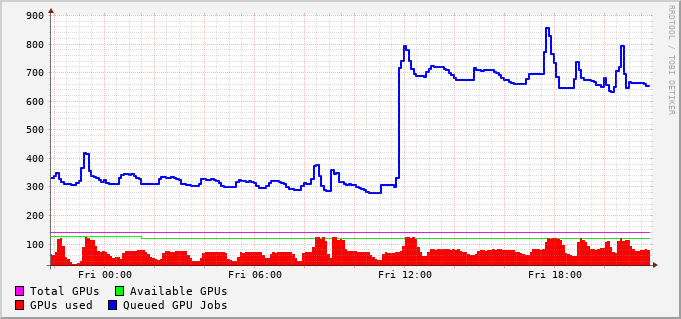 900
800
700
600
500
400
300
200
100
Fri 00:00 Fri 06:00 Fri 12:00 Fri 18:00
Total GPUs Available GPUs
GPUs used Queued GPU Jobs
RRDTOOL / TOBI OETIKER